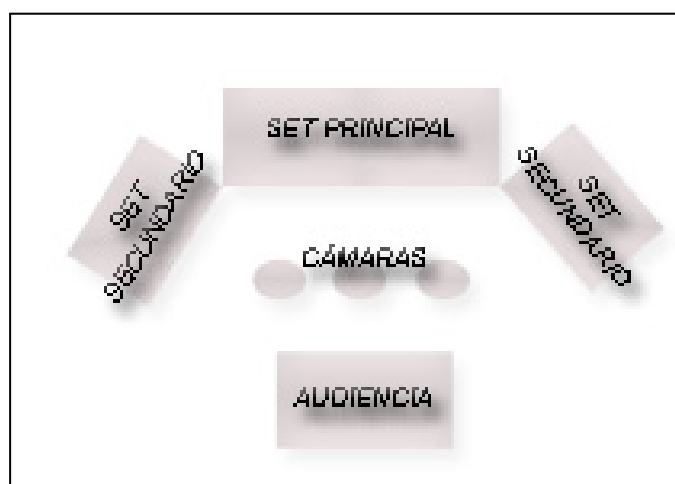 SET PRINCIPAL
SET
SECUNDARIO
SET
SECUNDARIO
CÁMARAS
AUDIENCIA